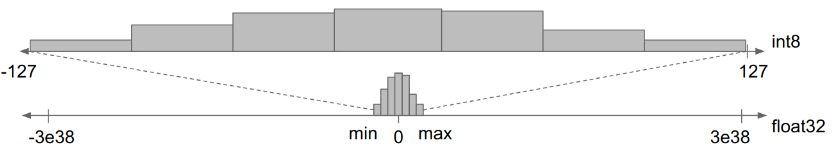 int8
-127 127
min 0 max float32
-3e38 3e38